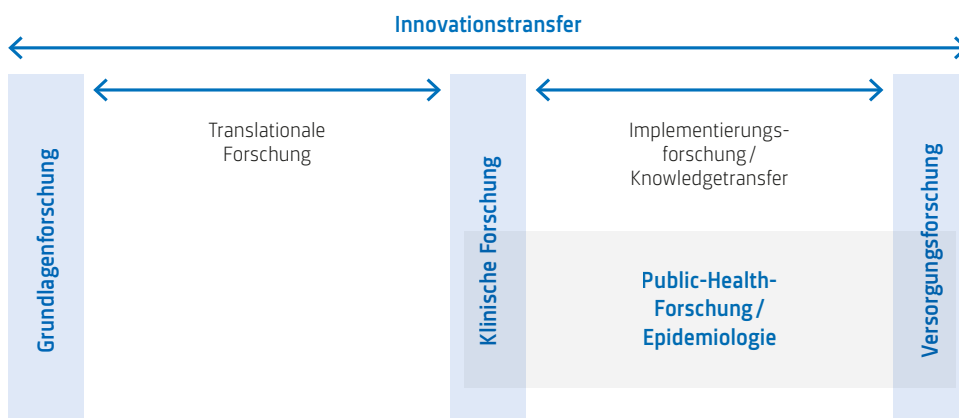 Innovationstransfer
Grundlagenforschung
Translationale
Forschung
Klinische Forschung
Implementierungs-
forschung /
Knowledgetransfer
Public-Health-
Forschung /
Epidemiologie
Versorgungsforschung